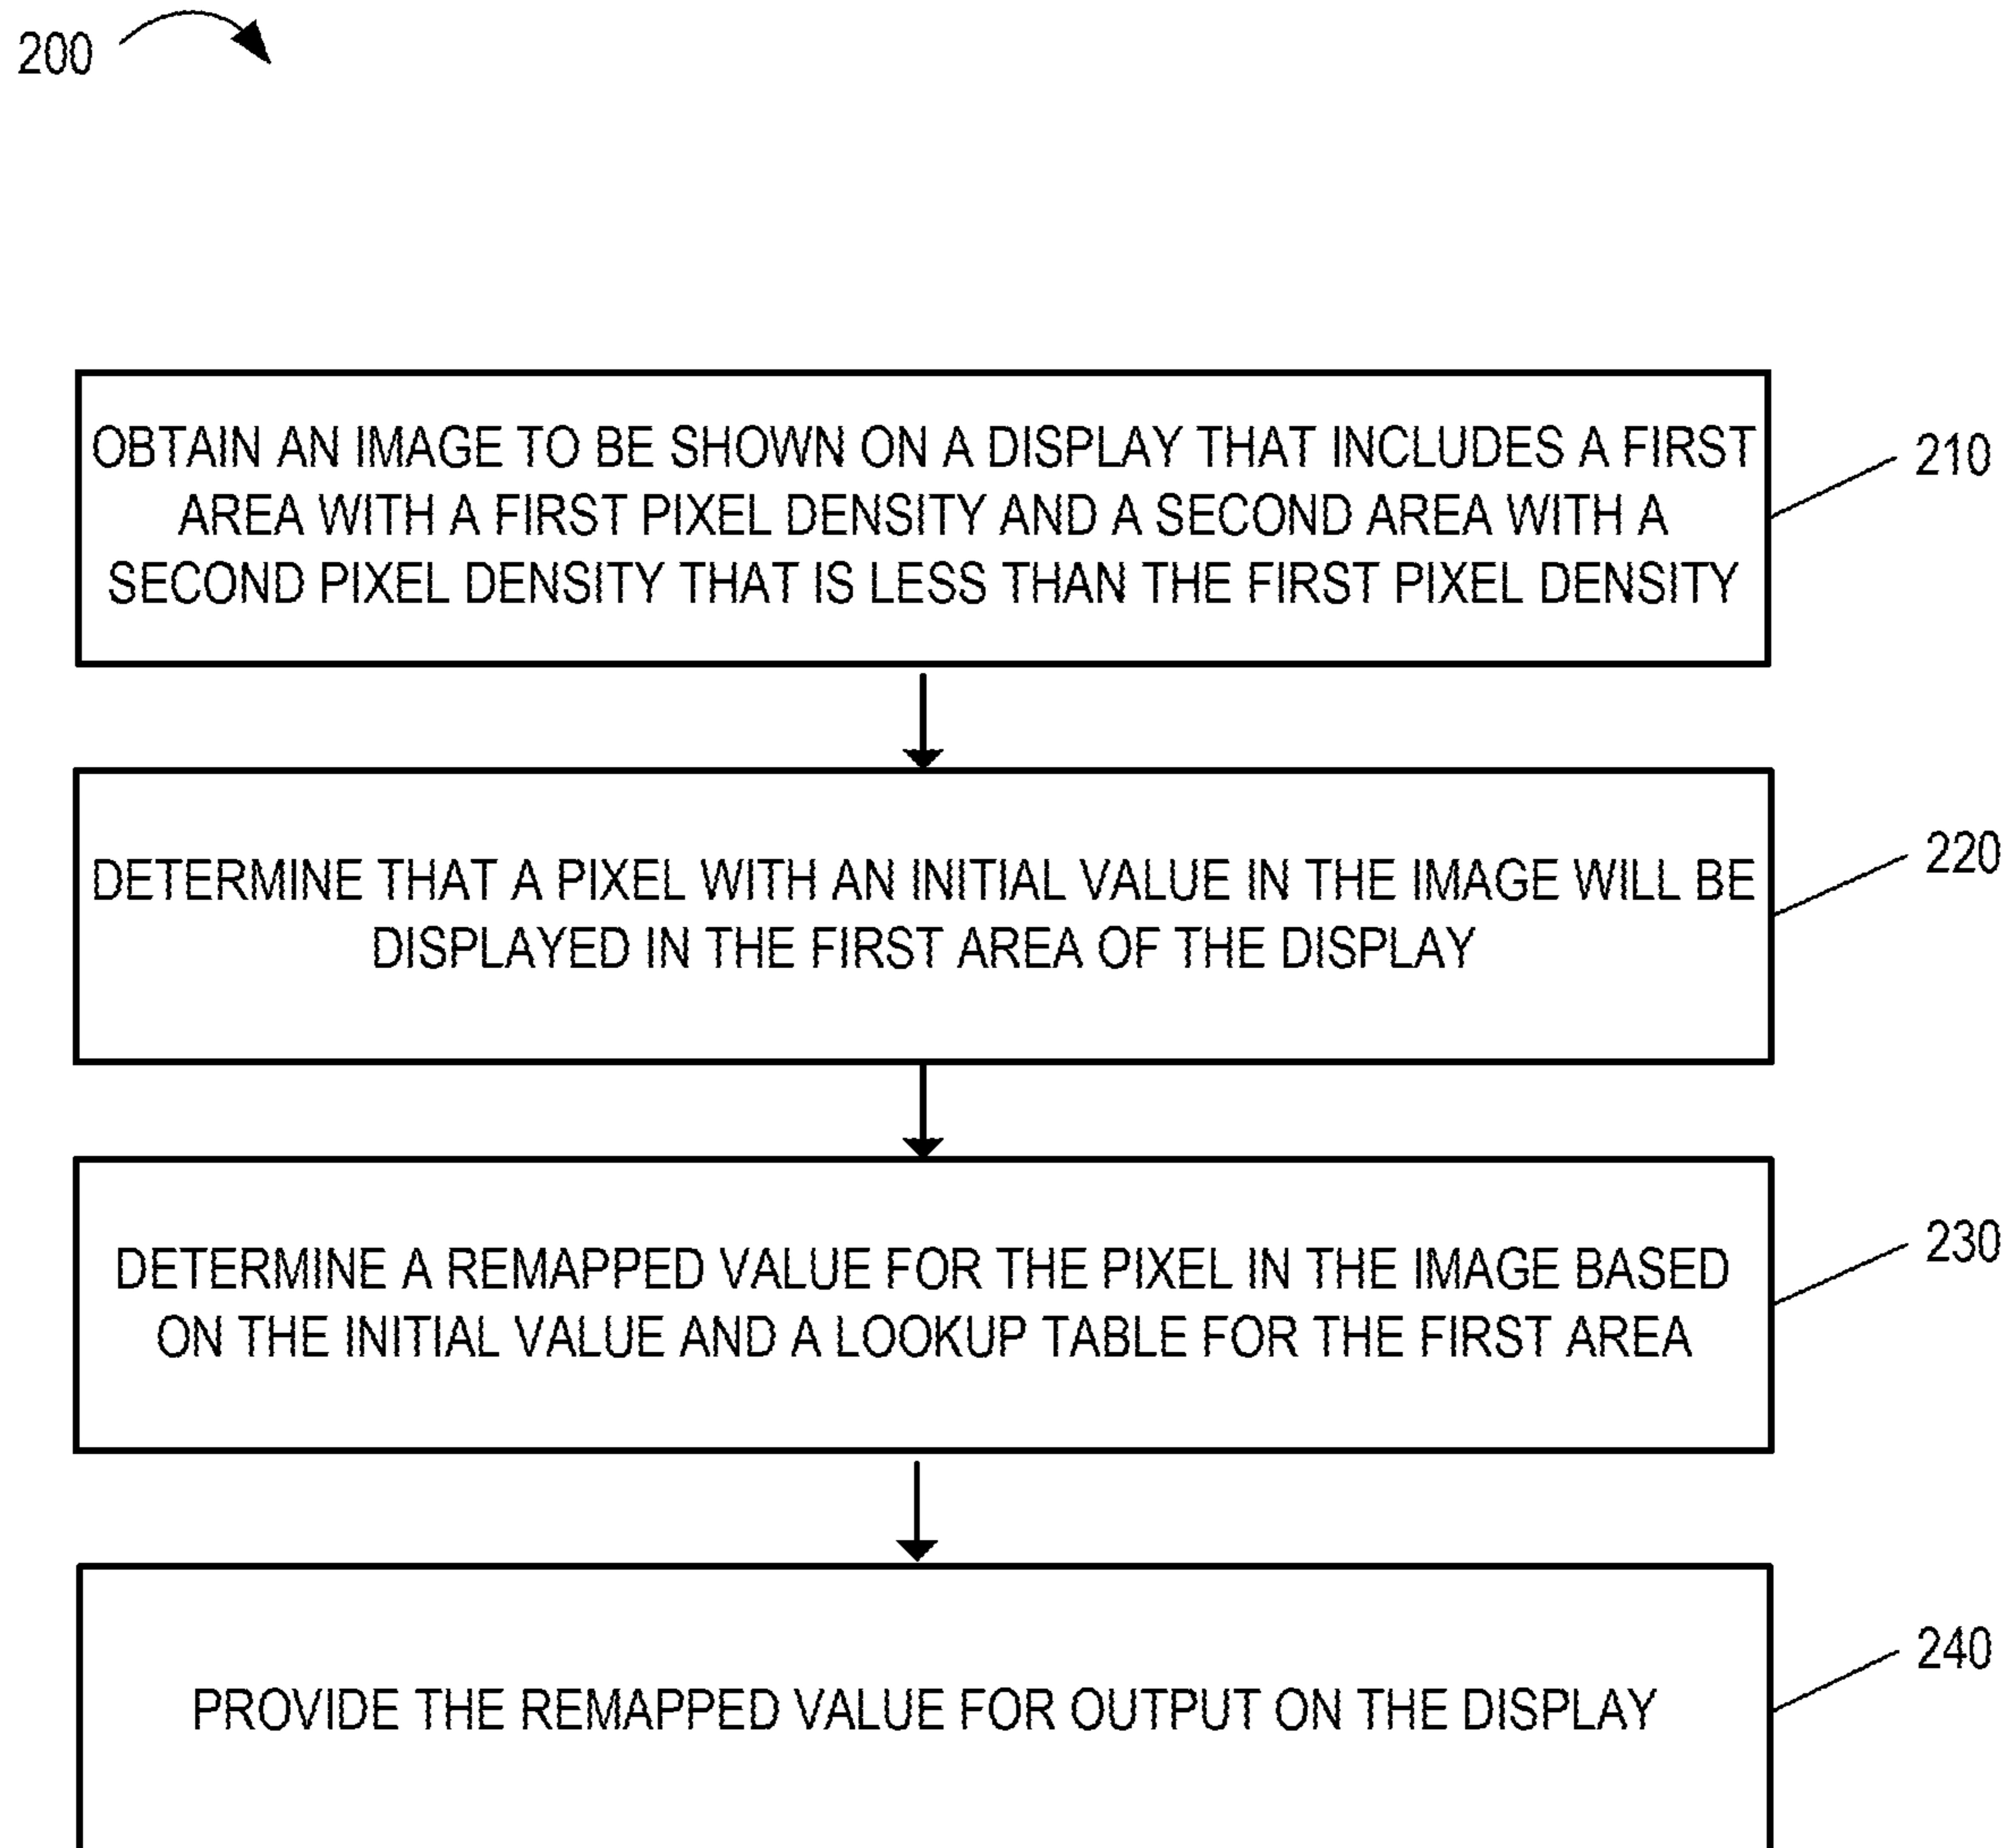 200
OBTAIN AN IMAGE TO BE SHOWN ON A DISPLAY THAT INCLUDES A FIRST
AREA WITH A FIRST PIXEL DENSITY AND A SECOND AREA WITH A
SECOND PIXEL DENSITY THAT IS LESS THAN THE FIRST PIXEL DENSITY
210
DETERMINE THAT A PIXEL WITH AN INITIAL VALUE IN THE IMAGE WILL BE
DISPLAYED IN THE FIRST AREA OF THE DISPLAY
220
DETERMINE A REMAPPED VALUE FOR THE PIXEL IN THE IMAGE BASED
ON THE INITIAL VALUE AND A LOOKUP TABLE FOR THE FIRST AREA
230
PROVIDE THE REMAPPED VALUE FOR OUTPUT ON THE DISPLAY
240